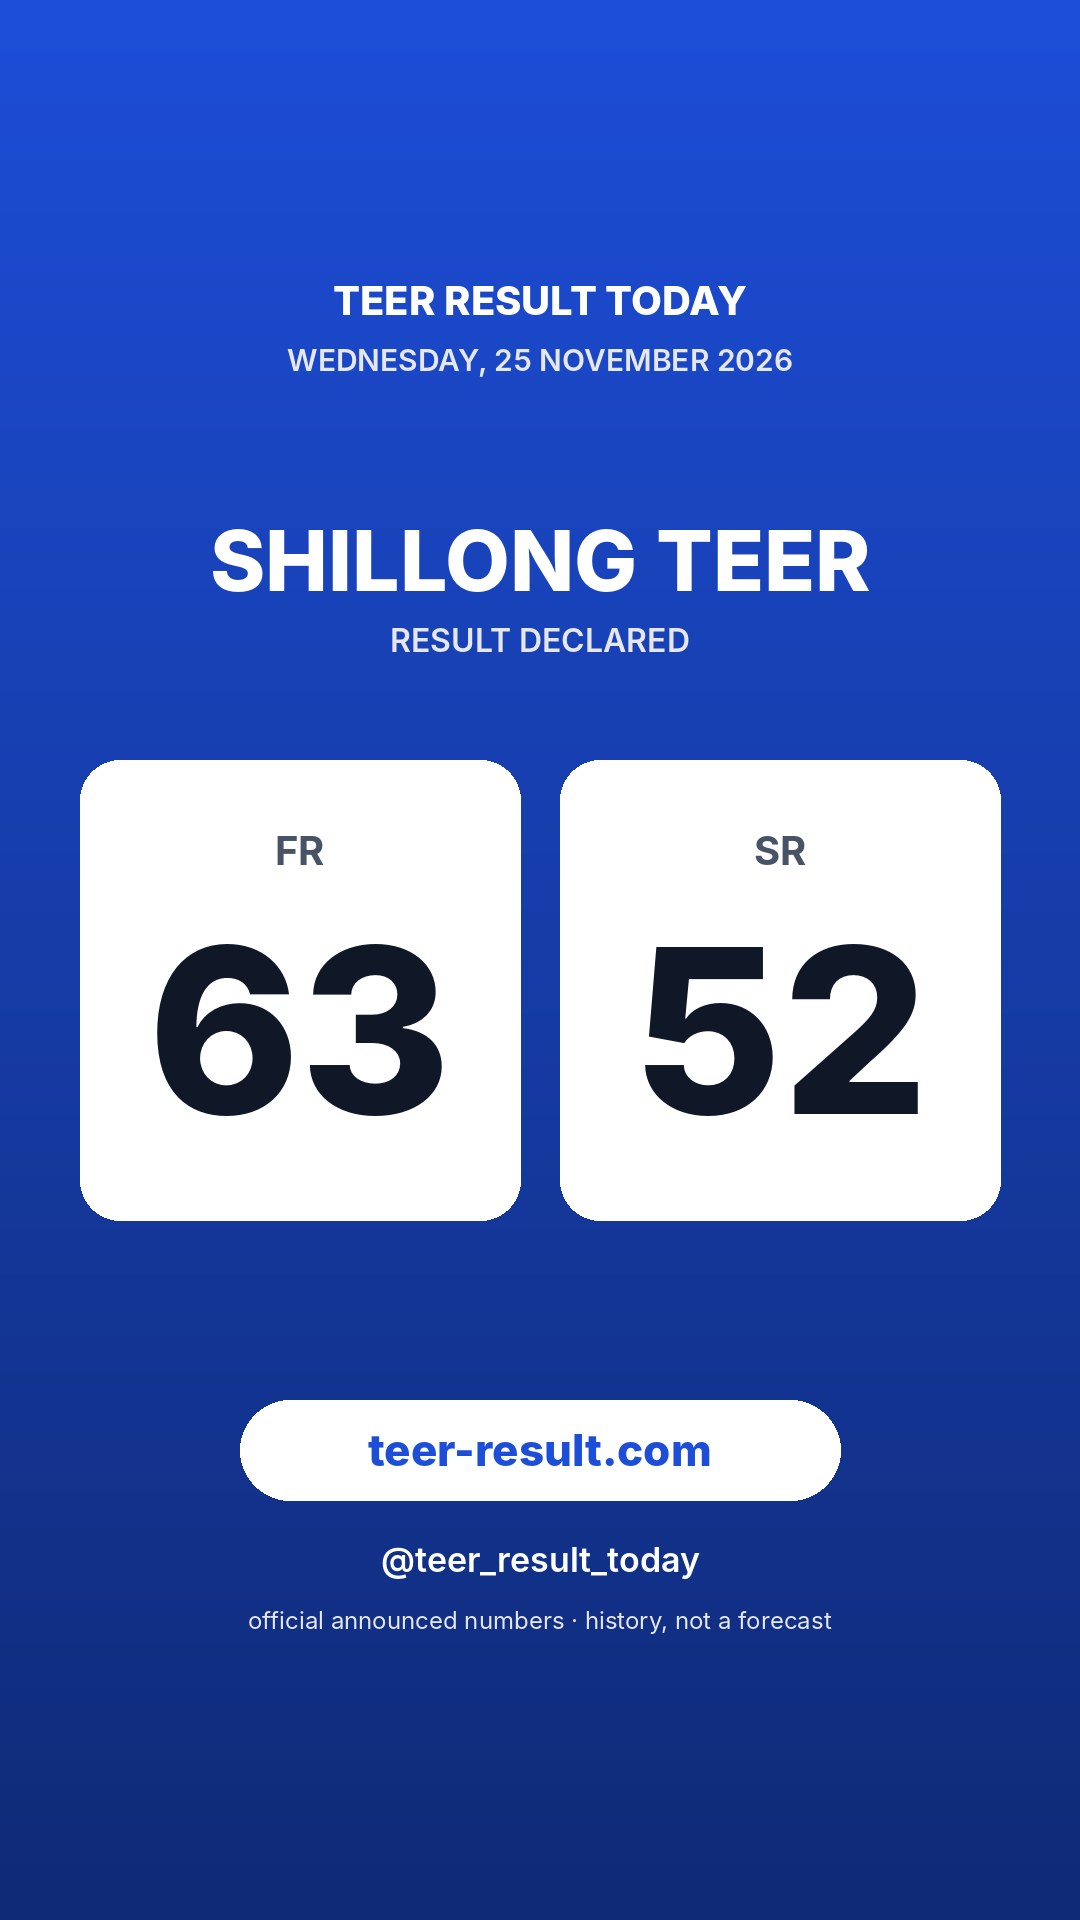 TEER RESULT TODAY
WEDNESDAY, 25 NOVEMBER 2026
SHILLONG TEER
RESULT DECLARED
FR
63
SR
52
teer-result.com
@teer_result_today
official announced numbers · history, not a forecast